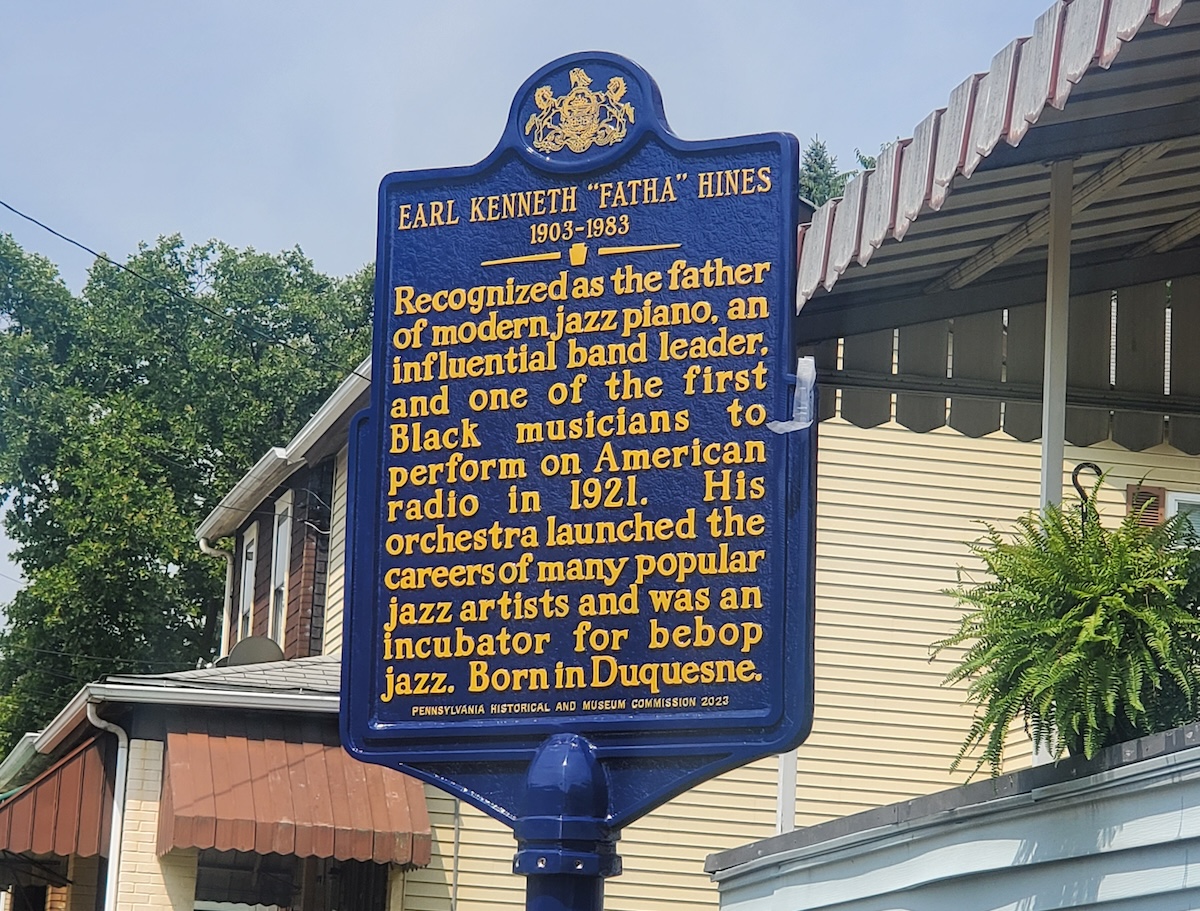 EARL KENNETH "FATHA" HINES
1903-1983
Recognized as the father
of modern jazz piano, an
influential band leader,
and one of the first
Black musicians to
perform on American
radio in 1921. His
orchestra launched the
careers of many popular
jazz artists and was an
incubator for bebop
jazz. Born in Duquesne.
PENNSYLVANIA HISTORICAL AND MUSEUM COMMISSION 2023